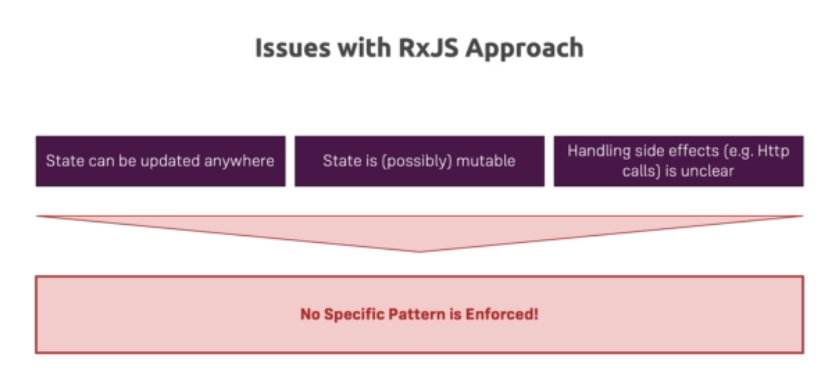 Issues with RxJS Approach
State can be updated anywhere
State is (possibly) mutable
Handling side effects (e.g. Http
calls) is unclear
No Specific Pattern is Enforced!